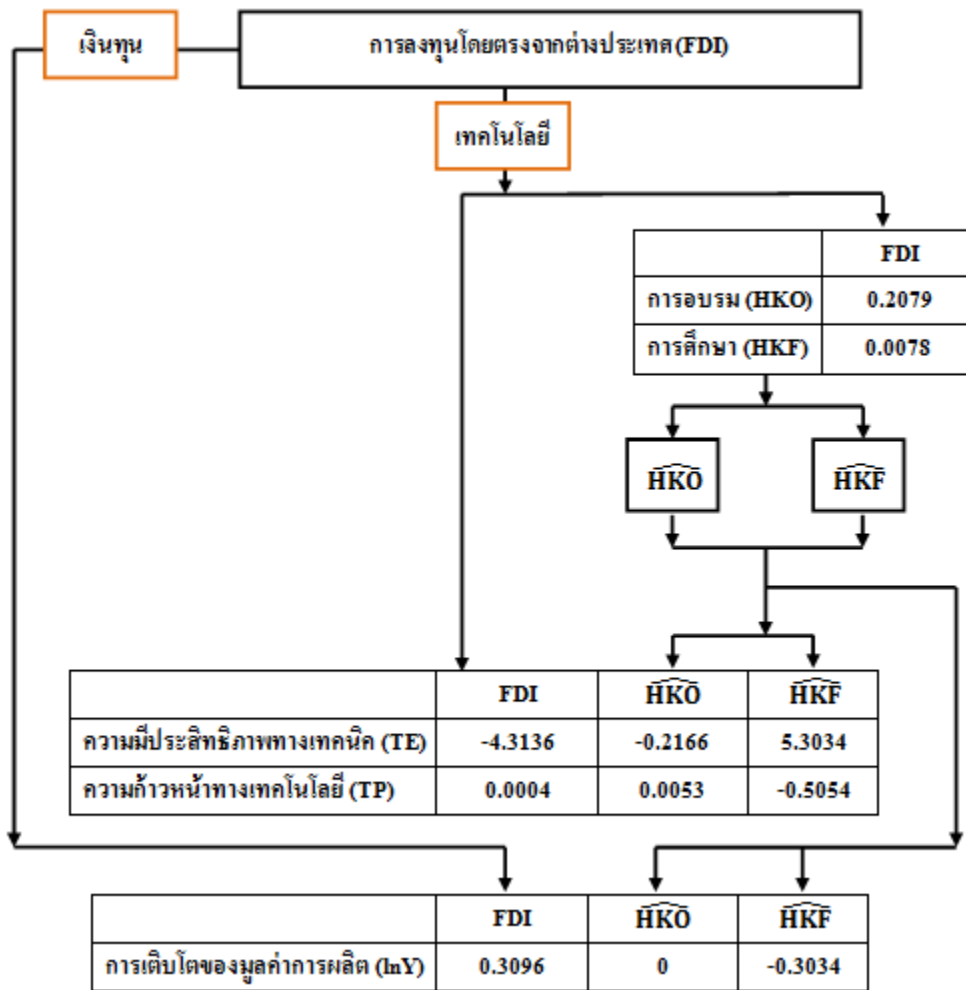 เงินทุน
การลงทุนโดยตรงจากต่างประเทศ(FDI)
เทคโนโลยี
FDI
การอบรม (HKO) 0.2079
การศึกษา (HKF) 0.0078
HKO HKF
FDI HKO HKF
ความมีประสิทธิภาพทางเทคนิค (TE) -4.3136 -0.2166 5.3034
ความก้าวหน้าทางเทคโนโลยี (TP) 0.0004 0.0053 -0.5054
FDI HKO HKF
การเติบโตของมูลค่าการผลิต (lnY) 0.3096 0 -0.3034